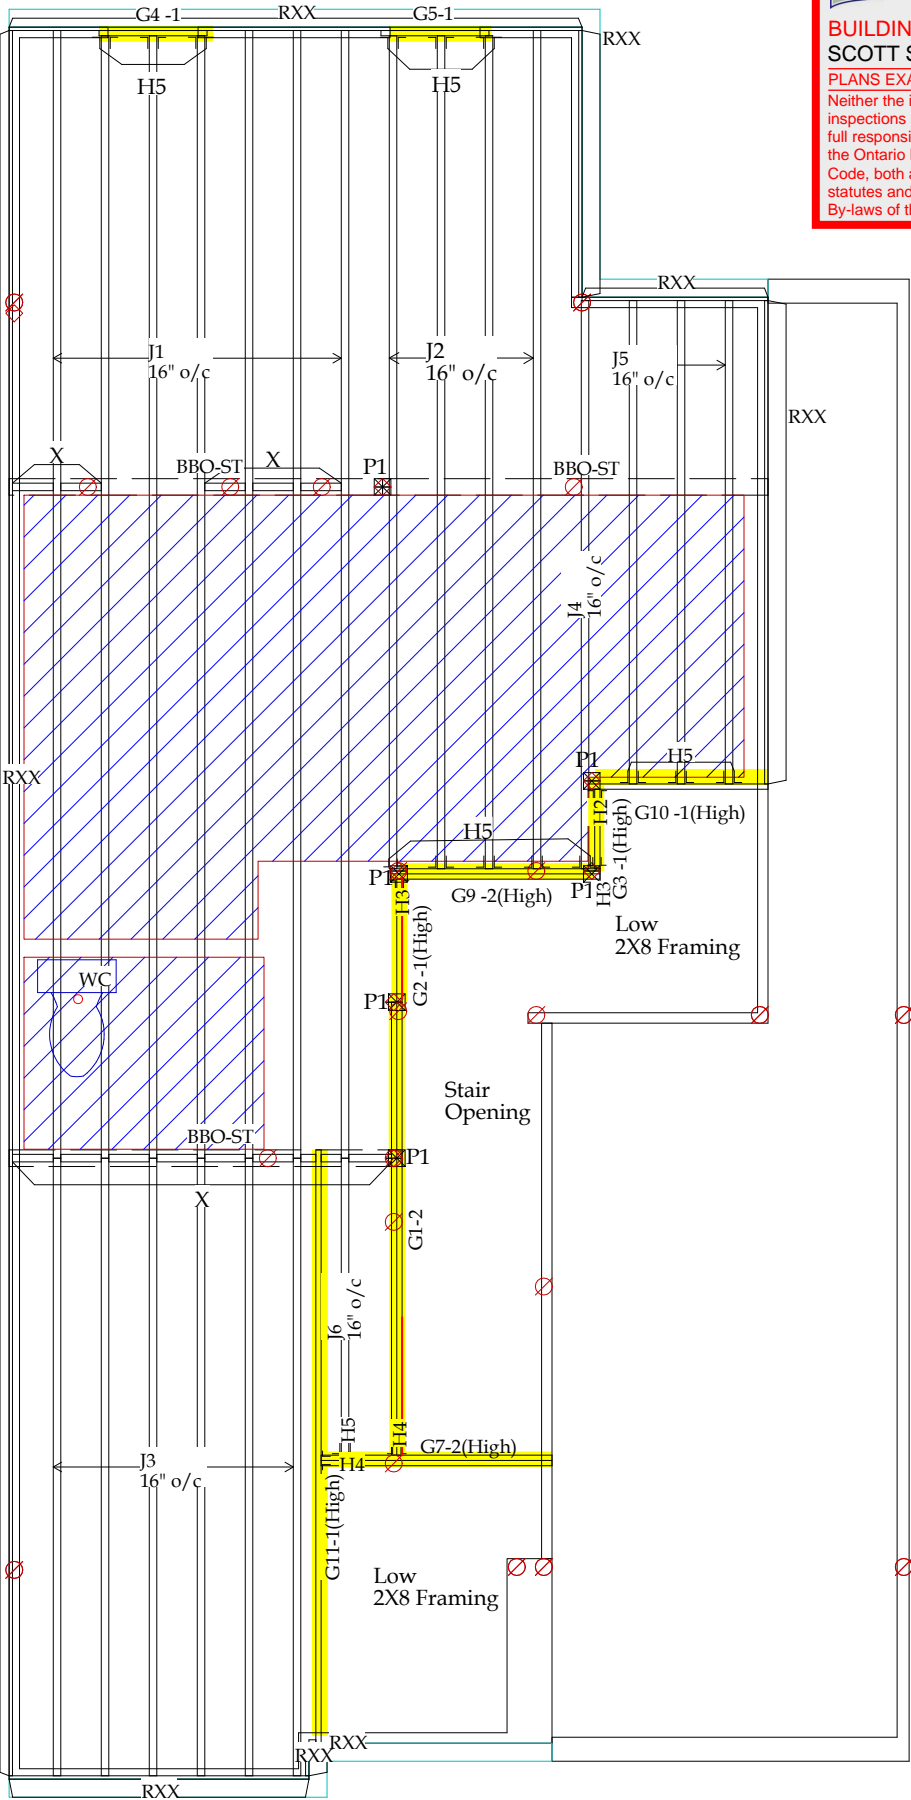 G4 -1
RXX
G5-1
RXX
H5
H5
BUILDIN
SCOTT S
PLANS EXA
Neither the i
inspections
full responsi
the Ontario
Code, both a
statutes and
By-laws of th
RXX
J1
16" o/c
J2
16" o/c
J5
16" o/c
RXX
X
BBO-ST
X
P1
BBO-ST
J4
16" o/c
RXX
P1
H5
H2
G10 -1(High)
G3 -1(High)
H5
P1
H3
G9 -2(High)
P1
H3
Low
2X8 Framing
G2 -1(High)
WC
P1
Stair
Opening
BBO-ST
P1
X
G1-2
J6
16" o/c
H5
H4
G7-2(High)
H4
J3
16" o/c
G11-1(High)
Low
2X8 Framing
RXX
RXX
RXX